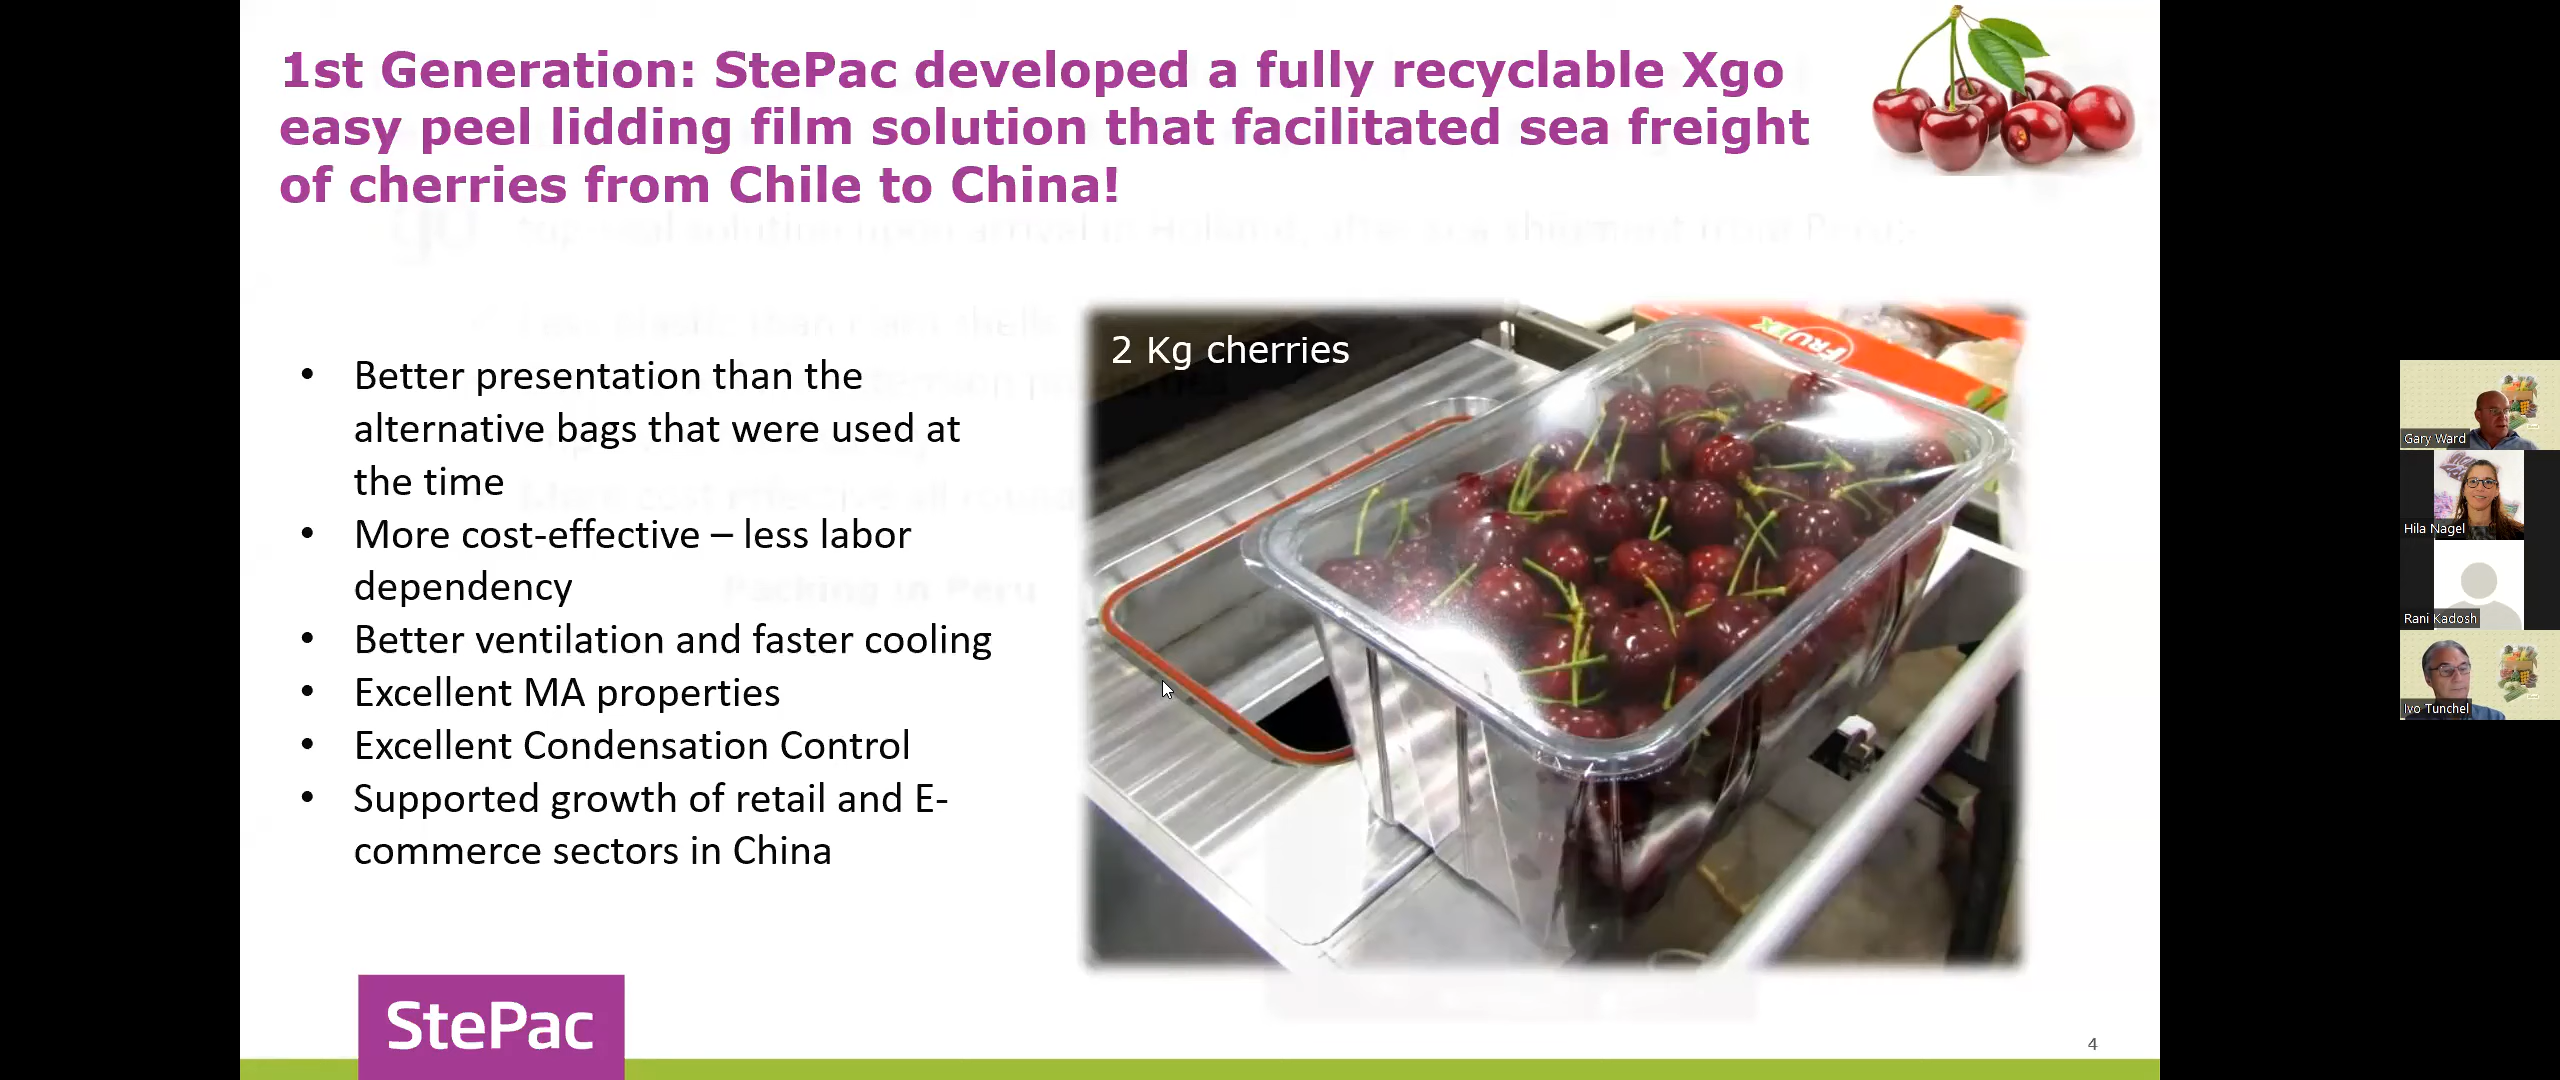 1st Generation: StePac developed a fully recyclable Xgo
easy peel lidding film solution that facilitated sea freight
of cherries from Chile to China!
2 Kg cherries
• Better presentation than the
alternative bags that were used at
the time
• More cost-effective – less labor
dependency
• Better ventilation and faster cooling
• Excellent MA properties
• Excellent Condensation Control
• Supported growth of retail and E-
commerce sectors in China
Packing in Peru
StePac
4
Gary Ward
Hila Nagel
Rani Kadosh
Ivo Tunchel